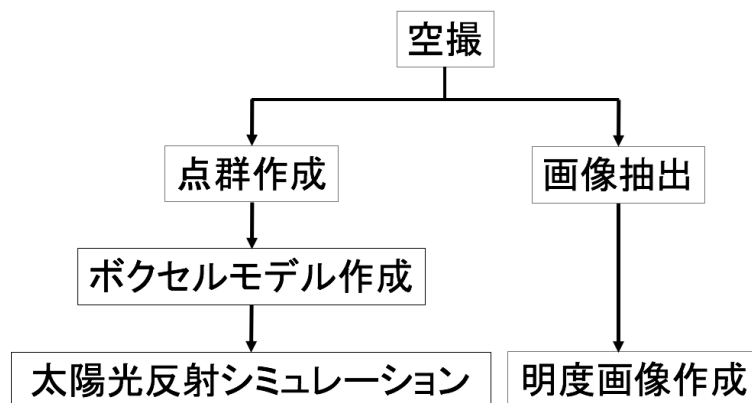 空撮
点群作成
画像抽出
ボクセルモデル作成
太陽光反射シミュレーション
明度画像作成